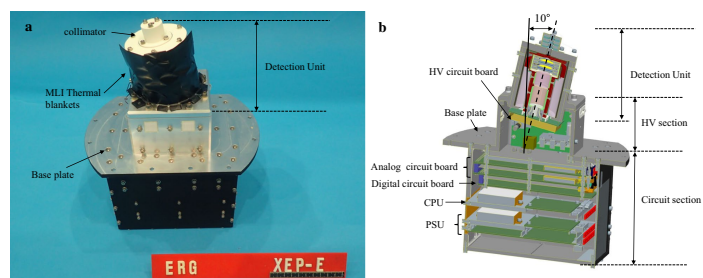 a
collimator
Detection Unit
MLI Thermal
blankets
Base plate
ERG XEP-E
b
10°
HV circuit board
Detection Unit
Base plate
HV section
Analog circuit board
Digital circuit board
CPU
Circuit section
PSU